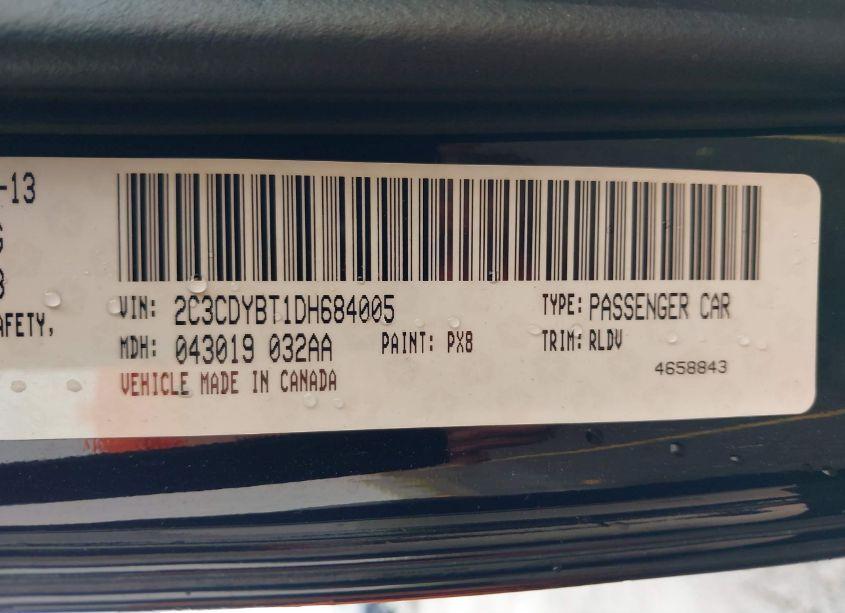 -13
AFETY,
VIN: 2C3CDYBT1DH684005 TYPE: PASSENGER CAR
MDH: 043019 032AA PAINT: PX8 TRIM: RLDV
VEHICLE MADE IN CANADA 4658843